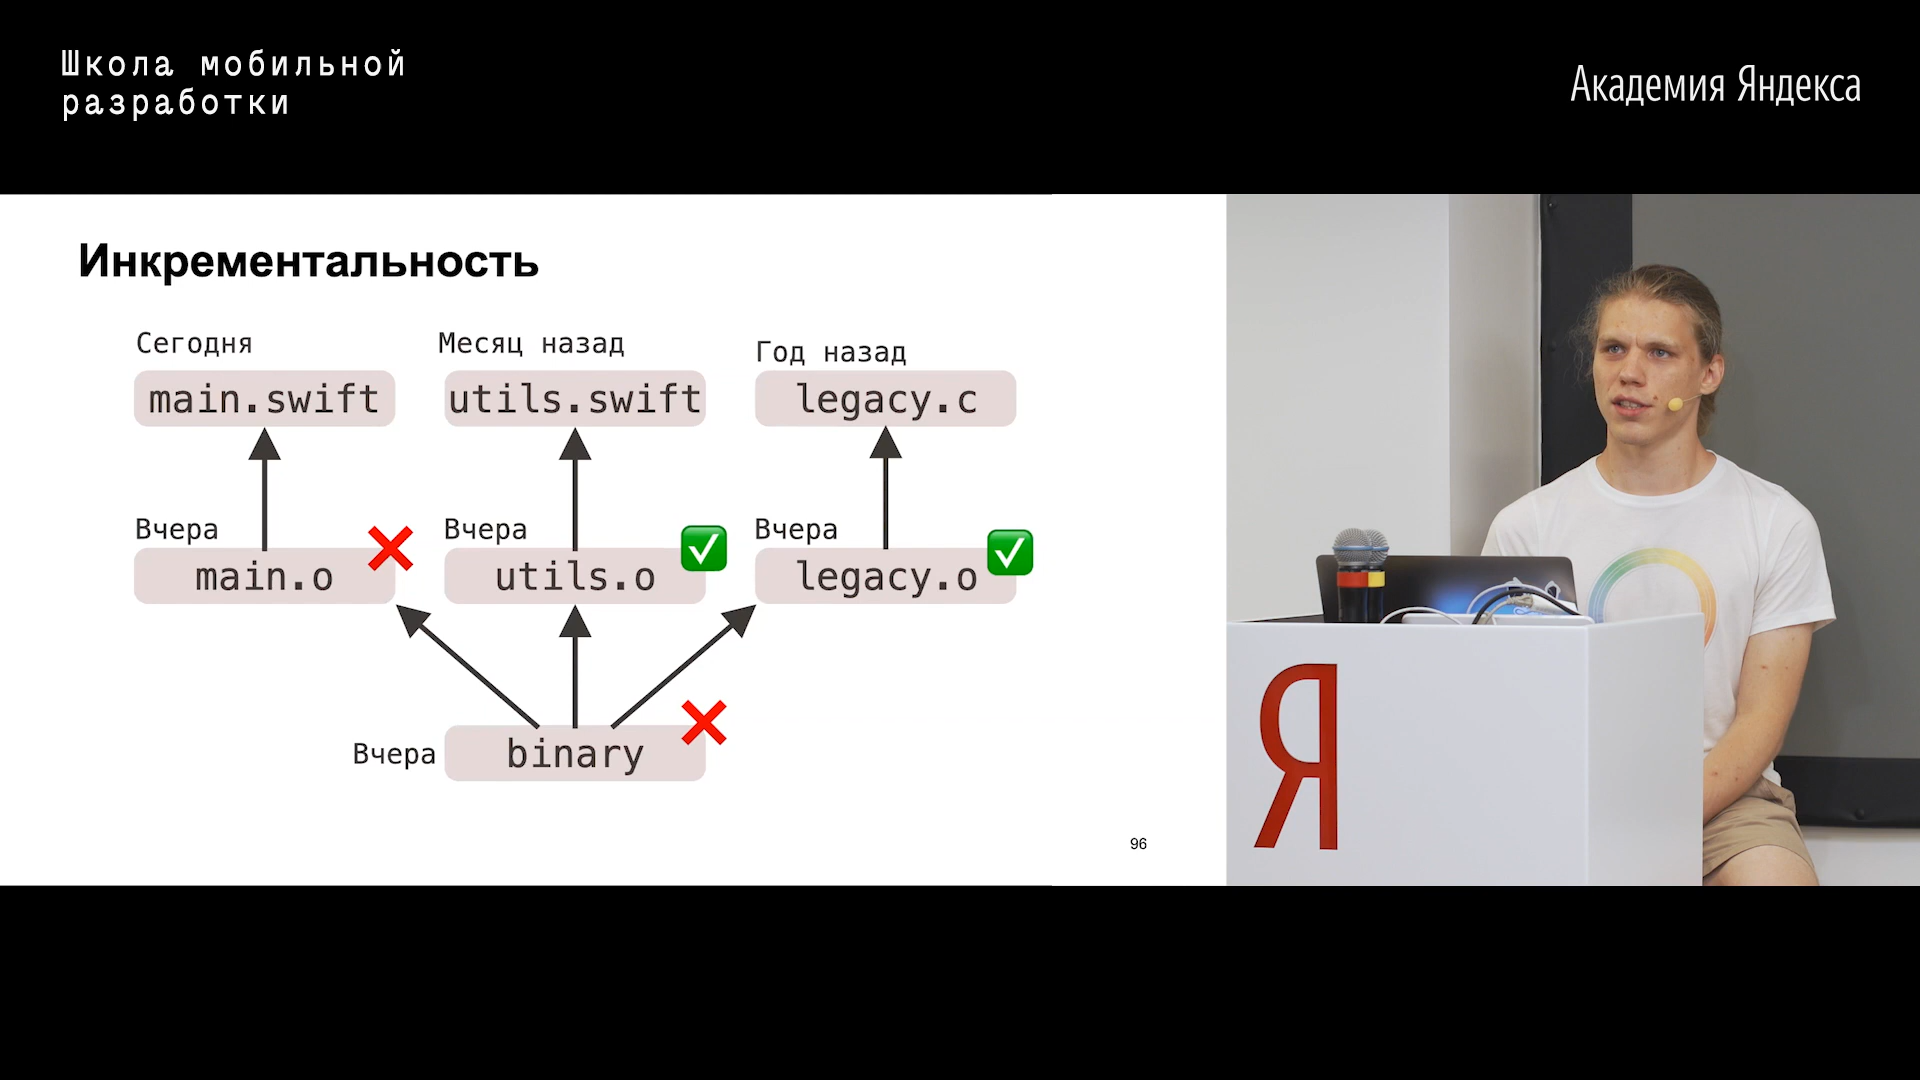 Школа мобильной
разработки
Академия Яндекса
Инкрементальность
Сегодня
Месяц назад
Год назад
main.swift
utils.swift
legacy.c
Вчера
Вчера
Вчера
main.o
utils.o
legacy.o
Вчера
binary
96
Я